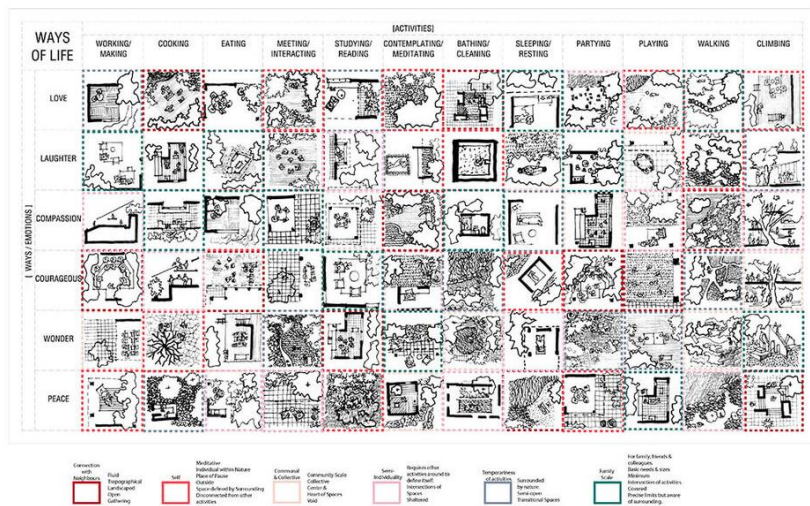 [ACTIVITIES]
WAYS
OF LIFE
WORKING/
MAKING
COOKING
EATING
MEETING/
INTERACTING
STUDYING/
READING
CONTEMPLATING/
MEDITATING
BATHING/
CLEANING
SLEEPING/
RESTING
PARTYING
PLAYING
WALKING
CLIMBING
[ WAYS / EMOTIONS ]
LOVE
LAUGHTER
COMPASSION
COURAGEOUS
WONDER
PEACE
Connection
with
Neighbours
Fluid
Topographical
Landscaped
Open
Gathering
Self
Meditative
Individual within Nature
Place of Pause
Outside
Space defined by Surrounding
Disconnected from other
activities
Communal
& Collective
Community Scale
Collective
Center &
Heart of Spaces
Void
Semi-
Individuality
Requires other
activities around to
define itself.
Intersections of
Spaces
Sheltered
Temporariness
of activities
Surrounded
by nature.
Semi open
Transitional Spaces
Family
Scale
For family, friends &
colleagues.
Basic needs & sizes
Minimum
Intersection of activities
Covered
Precise limits but aware
of surrounding.